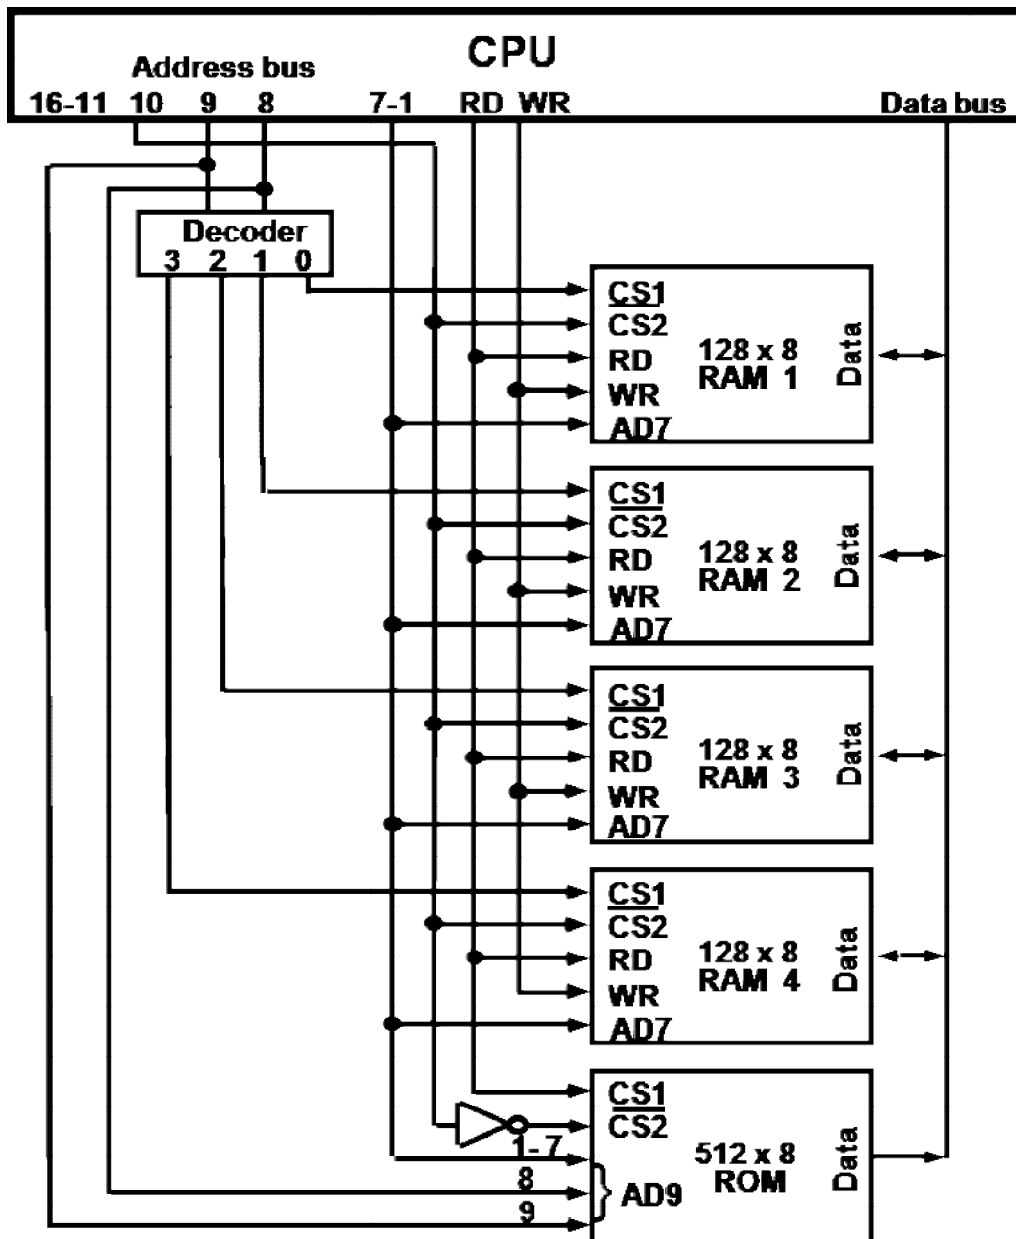 CPU
Address bus
16-11 10 9 8 7-1 RD WR Data bus
Decoder
3 2 1 0
CS1
CS2
RD
WR
AD7
128 x 8
RAM 1
Data
CS1
CS2
RD
WR
AD7
128 x 8
RAM 2
Data
CS1
CS2
RD
WR
AD7
128 x 8
RAM 3
Data
CS1
CS2
RD
WR
AD7
128 x 8
RAM 4
Data
CS1
CS2
1-7
8
9
AD9
512 x 8
ROM
Data